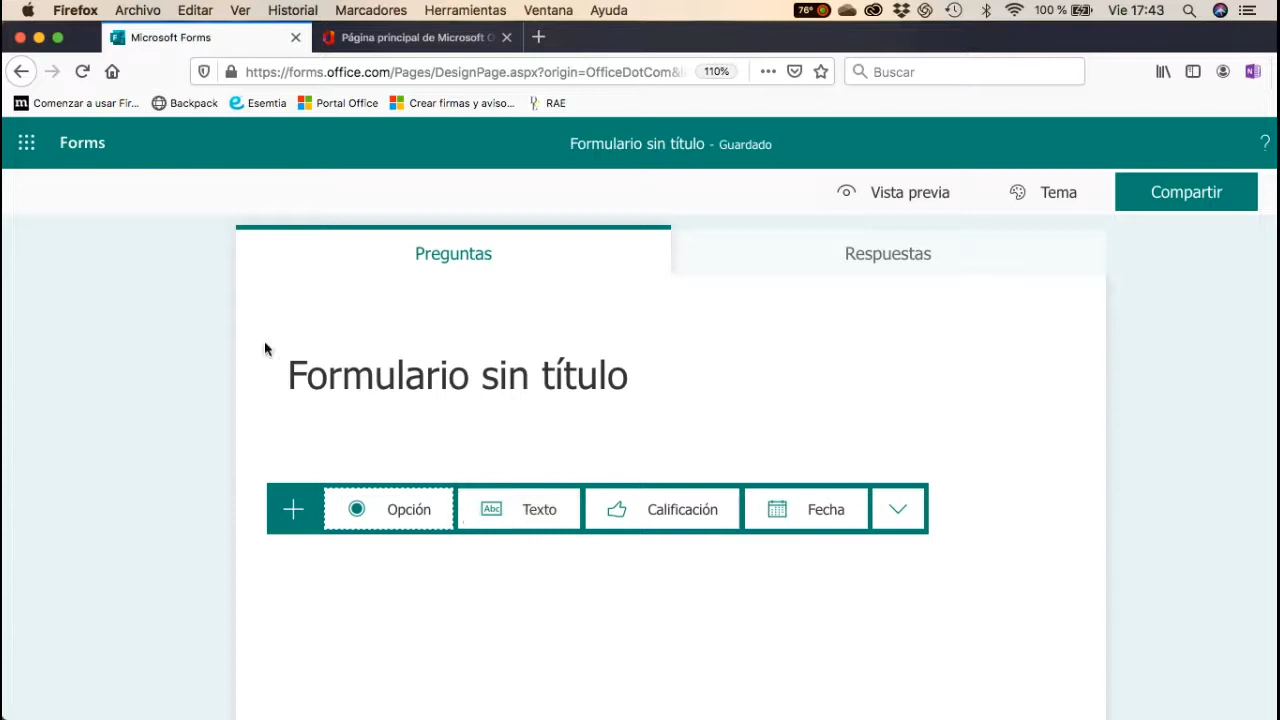 Firefox Archivo Editar Ver Historial Marcadores Herramientas Ventana Ayuda 76° 100 % Vie 17:43
Microsoft Forms Página principal de Microsoft O
https://forms.office.com/Pages/DesignPage.aspx?origin=OfficeDotCom& 110% Buscar
m Comenzar a usar Fir... Backpack Esemtia Portal Office Crear firmas y aviso... RAE
Forms Formulario sin título - Guardado ?
Vista previa Tema Compartir
Preguntas Respuestas
Formulario sin título
Opción Abc Texto Calificación Fecha